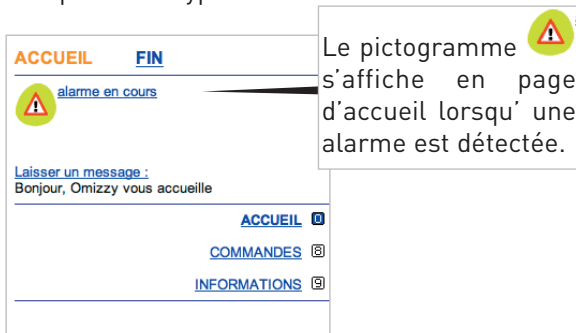 ACCUEIL FIN
alarme en cours
Laisser un message :
Bonjour, Omizzy vous accueille
ACCUEIL 0
COMMANDES 8
INFORMATIONS 9
Le pictogramme
s’affiche en page
d’accueil lorsqu’ une
alarme est détectée.